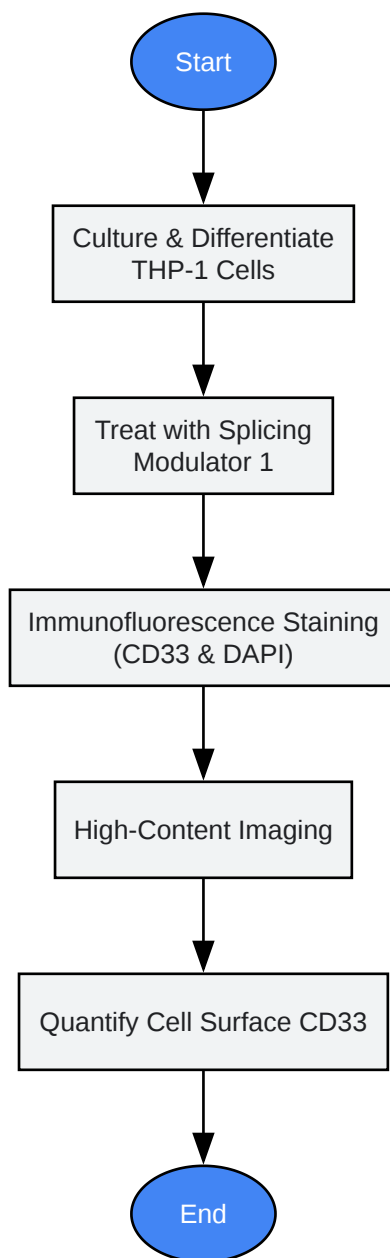 Start
Culture & Differentiate
THP-1 Cells
Treat with Splicing
Modulator 1
Immunofluorescence Staining
(CD33 & DAPI)
High-Content Imaging
Quantify Cell Surface CD33
End